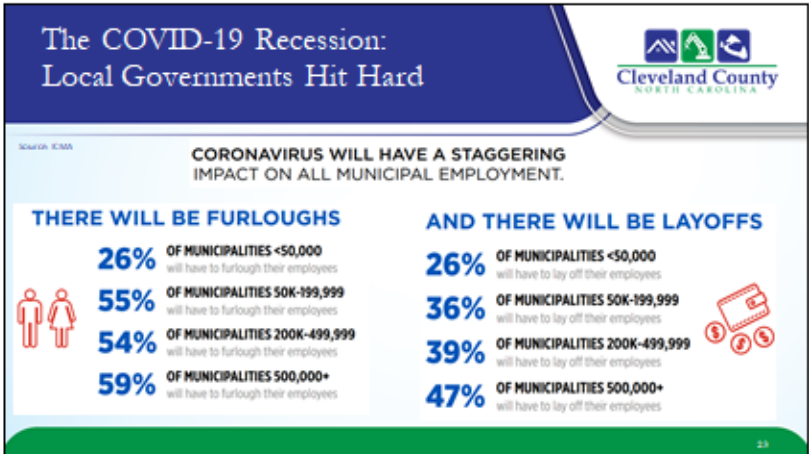 The COVID-19 Recession:
Local Governments Hit Hard
Cleveland County
NORTH CAROLINA
Source: ICMA
CORONAVIRUS WILL HAVE A STAGGERING
IMPACT ON ALL MUNICIPAL EMPLOYMENT.
THERE WILL BE FURLOUGHS
26% OF MUNICIPALITIES <50,000
will have to furlough their employees
55% OF MUNICIPALITIES 50K-199,999
will have to furlough their employees
54% OF MUNICIPALITIES 200K-499,999
will have to furlough their employees
59% OF MUNICIPALITIES 500,000+
will have to furlough their employees
AND THERE WILL BE LAYOFFS
26% OF MUNICIPALITIES <50,000
will have to lay off their employees
36% OF MUNICIPALITIES 50K-199,999
will have to lay off their employees
39% OF MUNICIPALITIES 200K-499,999
will have to lay off their employees
47% OF MUNICIPALITIES 500,000+
will have to lay off their employees
$ $ $
23